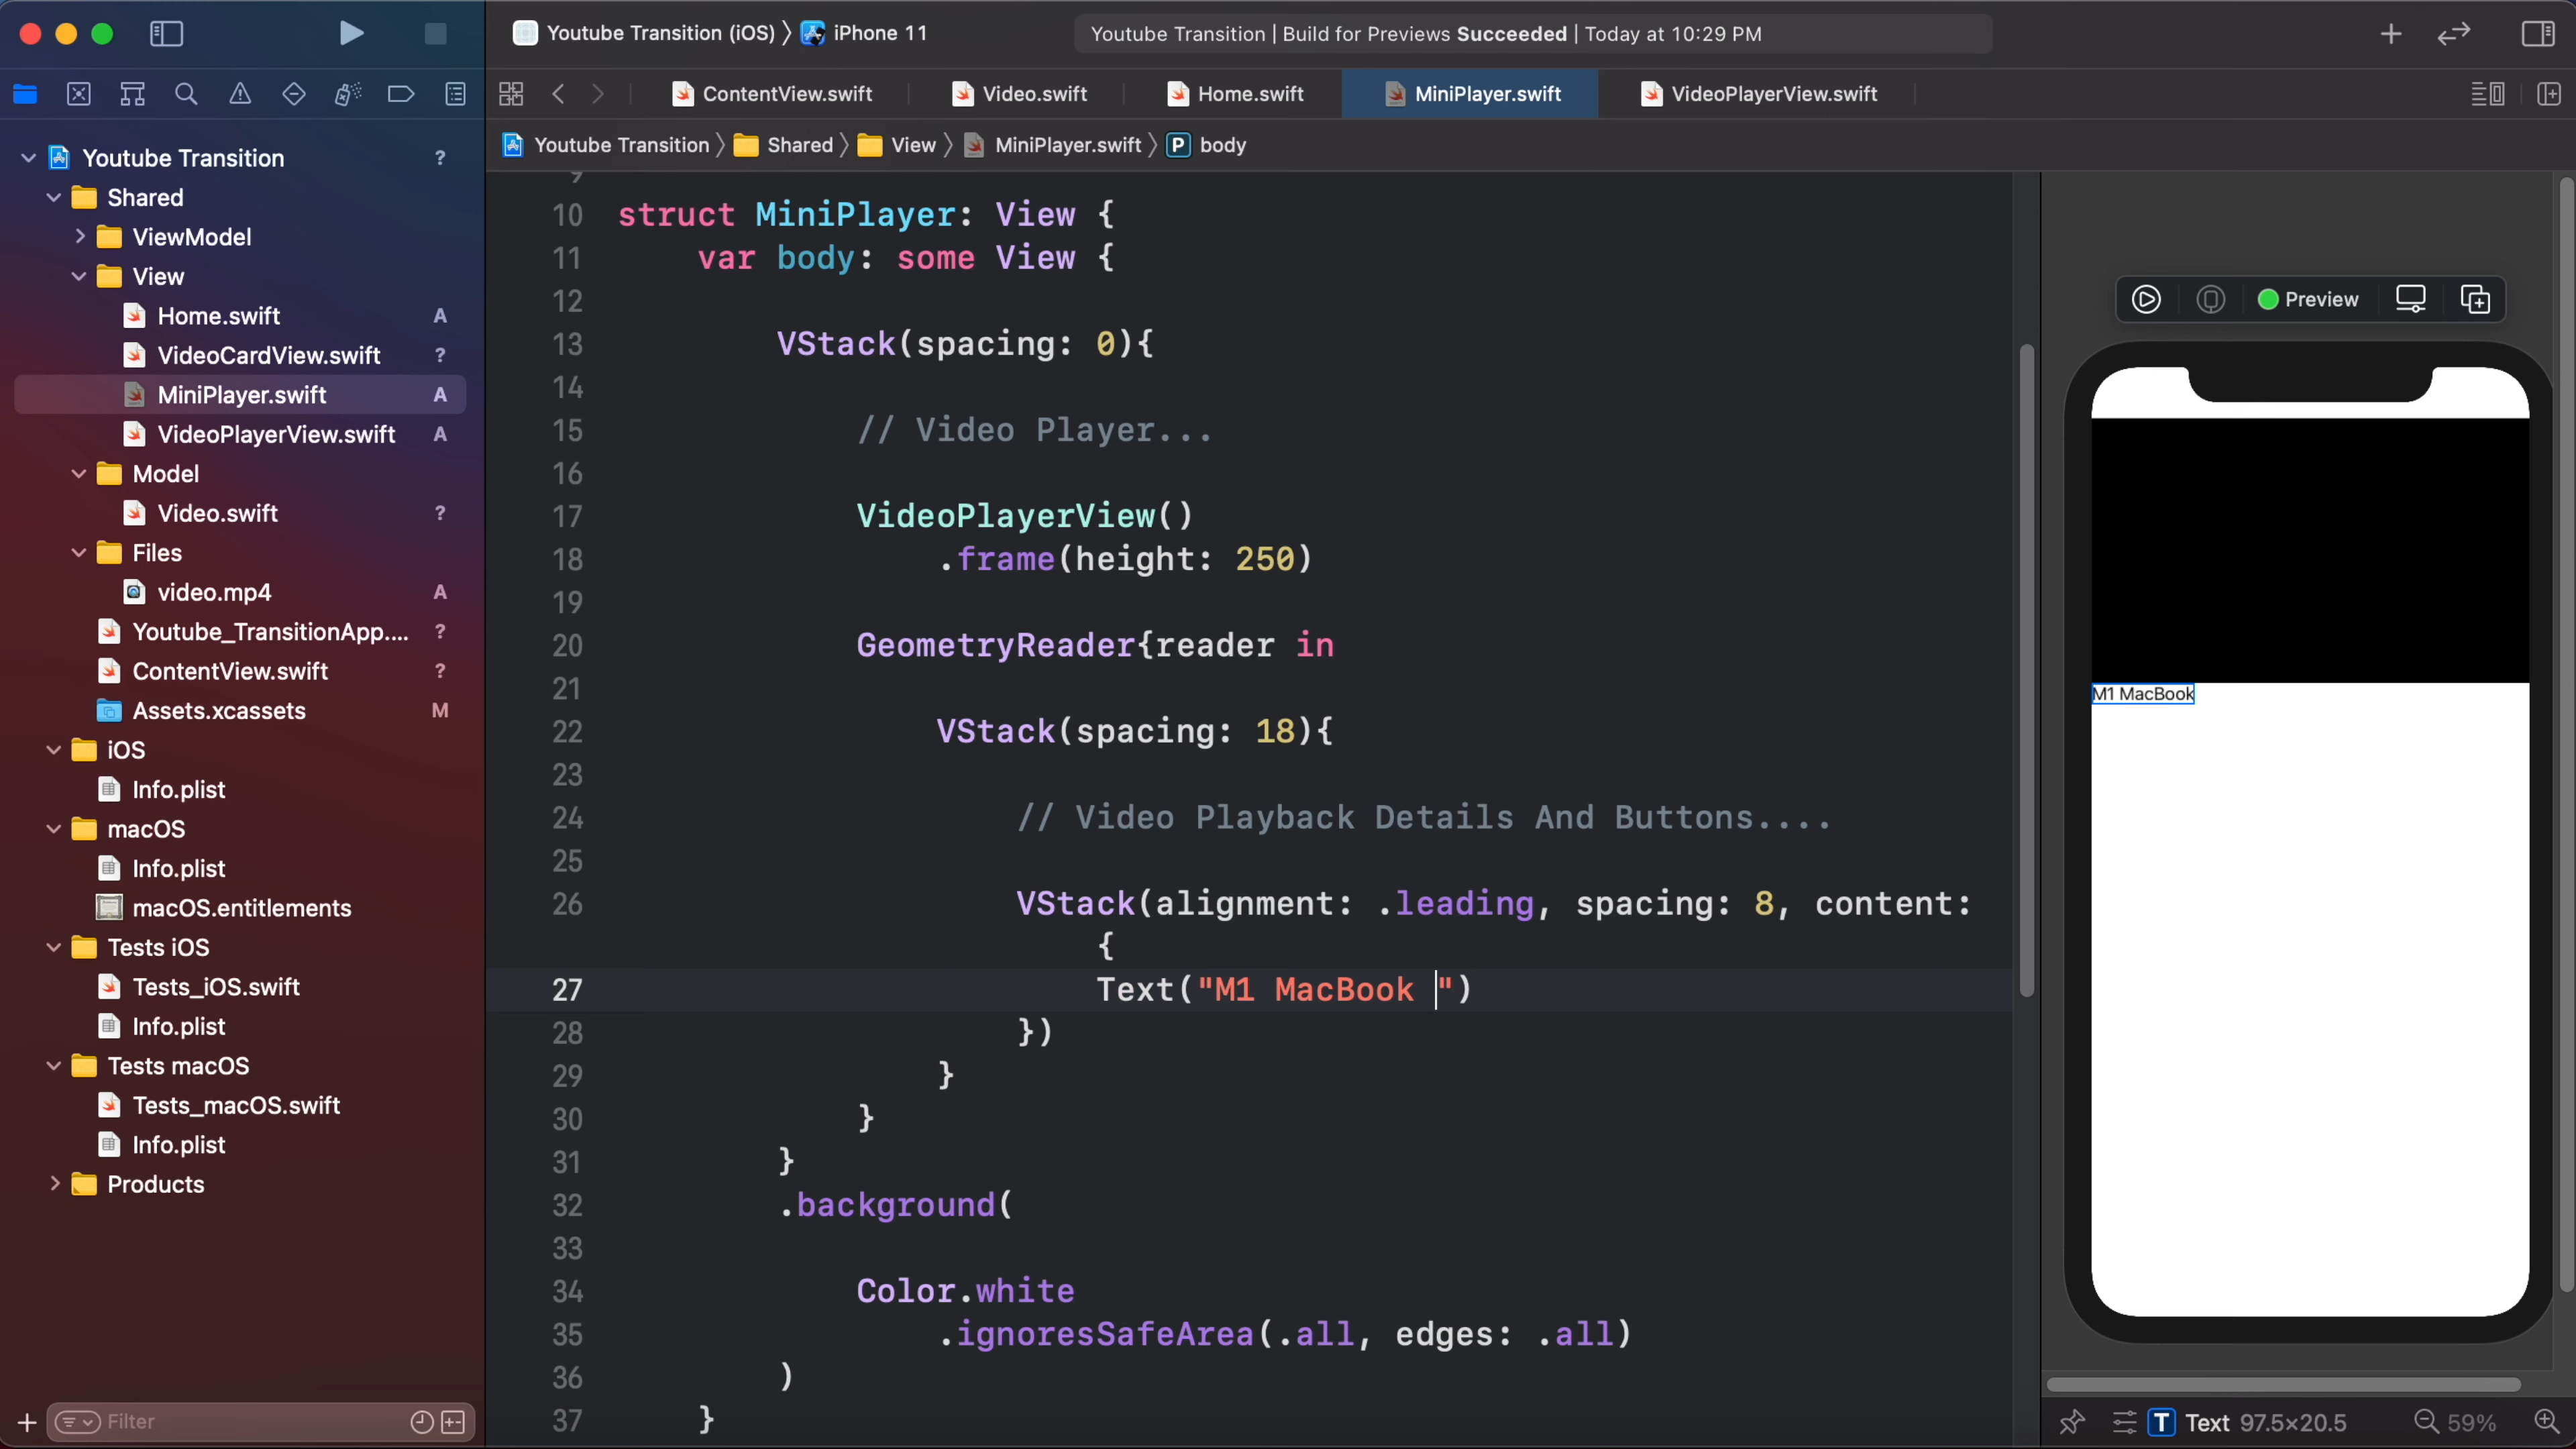 Youtube Transition (iOS) 〉 iPhone 11
Youtube Transition | Build for Previews Succeeded | Today at 10:29 PM
ContentView.swift
Video.swift
Home.swift
MiniPlayer.swift
VideoPlayerView.swift
Youtube Transition 〉 Shared 〉 View 〉 MiniPlayer.swift 〉 P body
Youtube Transition ?
Shared
ViewModel
View
Home.swift A
VideoCardView.swift ?
MiniPlayer.swift A
VideoPlayerView.swift A
Model
Video.swift ?
Files
video.mp4 A
Youtube_TransitionApp.... ?
ContentView.swift ?
Assets.xcassets M
iOS
Info.plist
macOS
Info.plist
macOS.entitlements
Tests iOS
Tests_iOS.swift
Info.plist
Tests macOS
Tests_macOS.swift
Info.plist
Products
Filter
9
10 struct MiniPlayer: View {
11 var body: some View {
12
13 VStack(spacing: 0){
14
15 // Video Player...
16
17 VideoPlayerView()
18 .frame(height: 250)
19
20 GeometryReader{reader in
21
22 VStack(spacing: 18){
23
24 // Video Playback Details And Buttons....
25
26 VStack(alignment: .leading, spacing: 8, content:
{
27 Text("M1 MacBook ")
28 })
29 }
30 }
31 }
32 .background(
33
34 Color.white
35 .ignoresSafeArea(.all, edges: .all)
36 )
37 }
Preview
M1 MacBook
T Text 97.5×20.5
59%